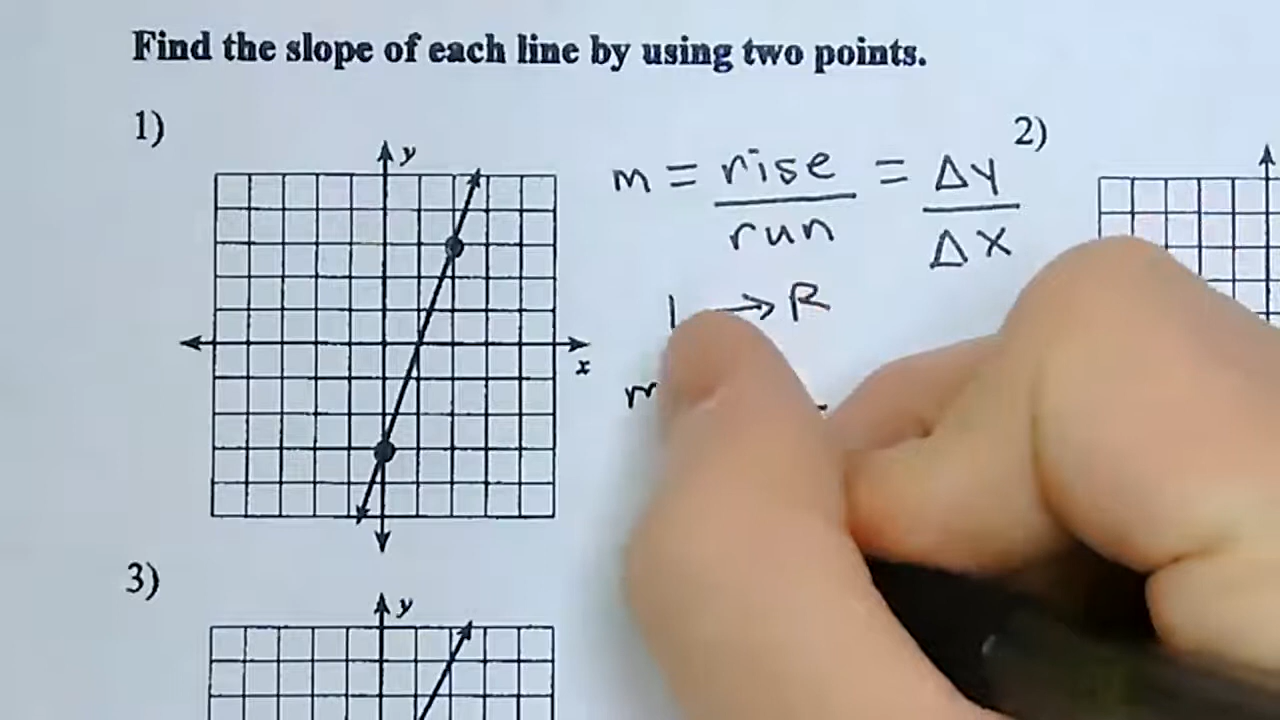 Find the slope of each line by using two points.
1)
y
x
m = rise / run = Δy / Δx
2)
→ R
m
3)
y